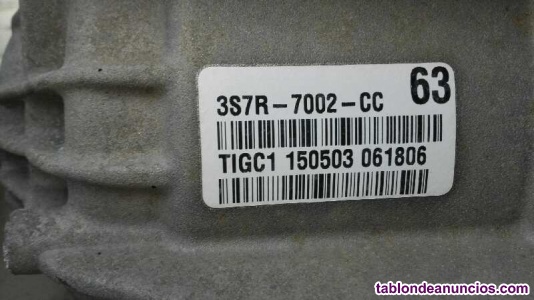 3S7R-7002-CC 63
TIGC1 150503 061806
tablondeanuncios.com